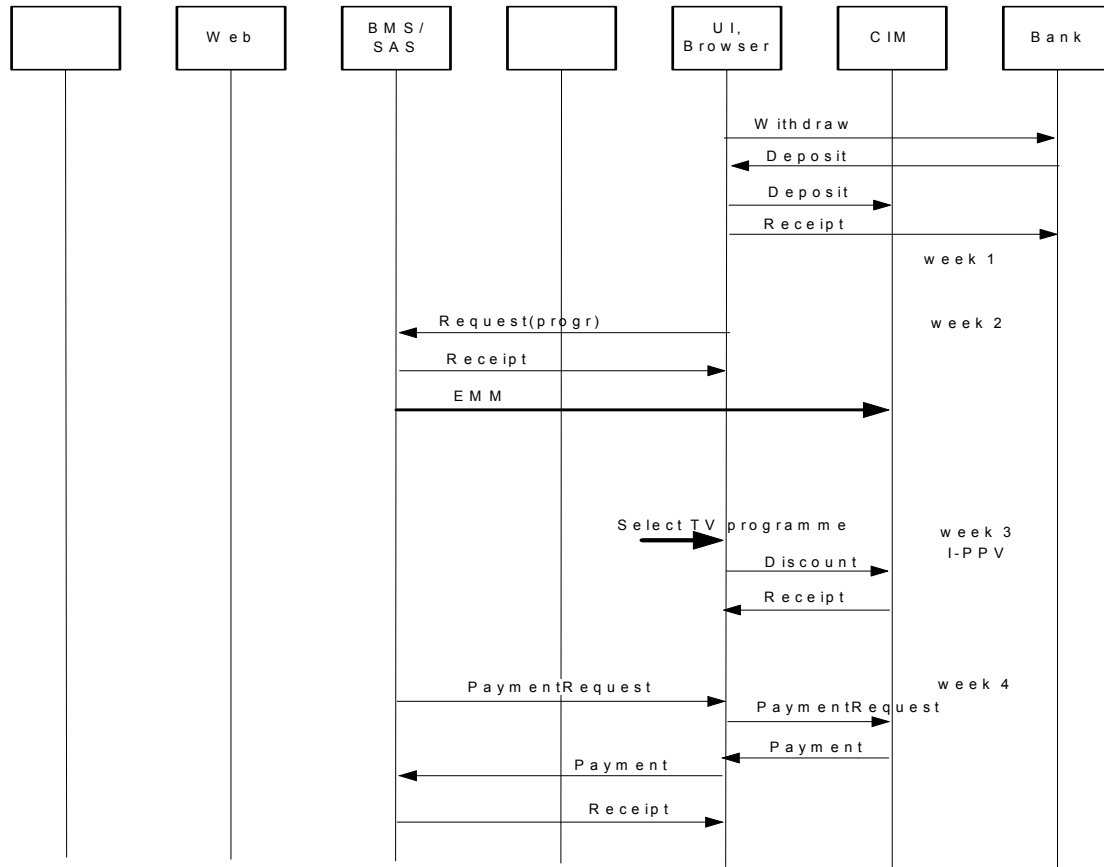 Web
BMS/
SAS
UI,
Browser
CIM
Bank
Withdraw
Deposit
Deposit
Receipt
week 1
Request(progr)
week 2
Receipt
EMM
Select TV programme
week 3
I-PPV
Discount
Receipt
PaymentRequest
week 4
PaymentRequest
Payment
Payment
Receipt